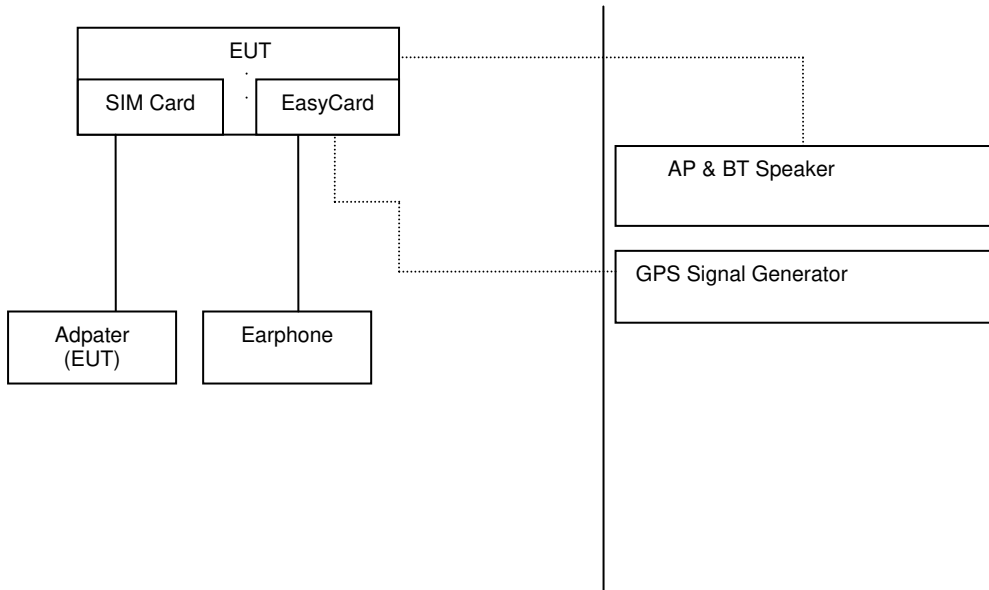 EUT
SIM Card
EasyCard
AP & BT Speaker
GPS Signal Generator
Adpater
(EUT)
Earphone